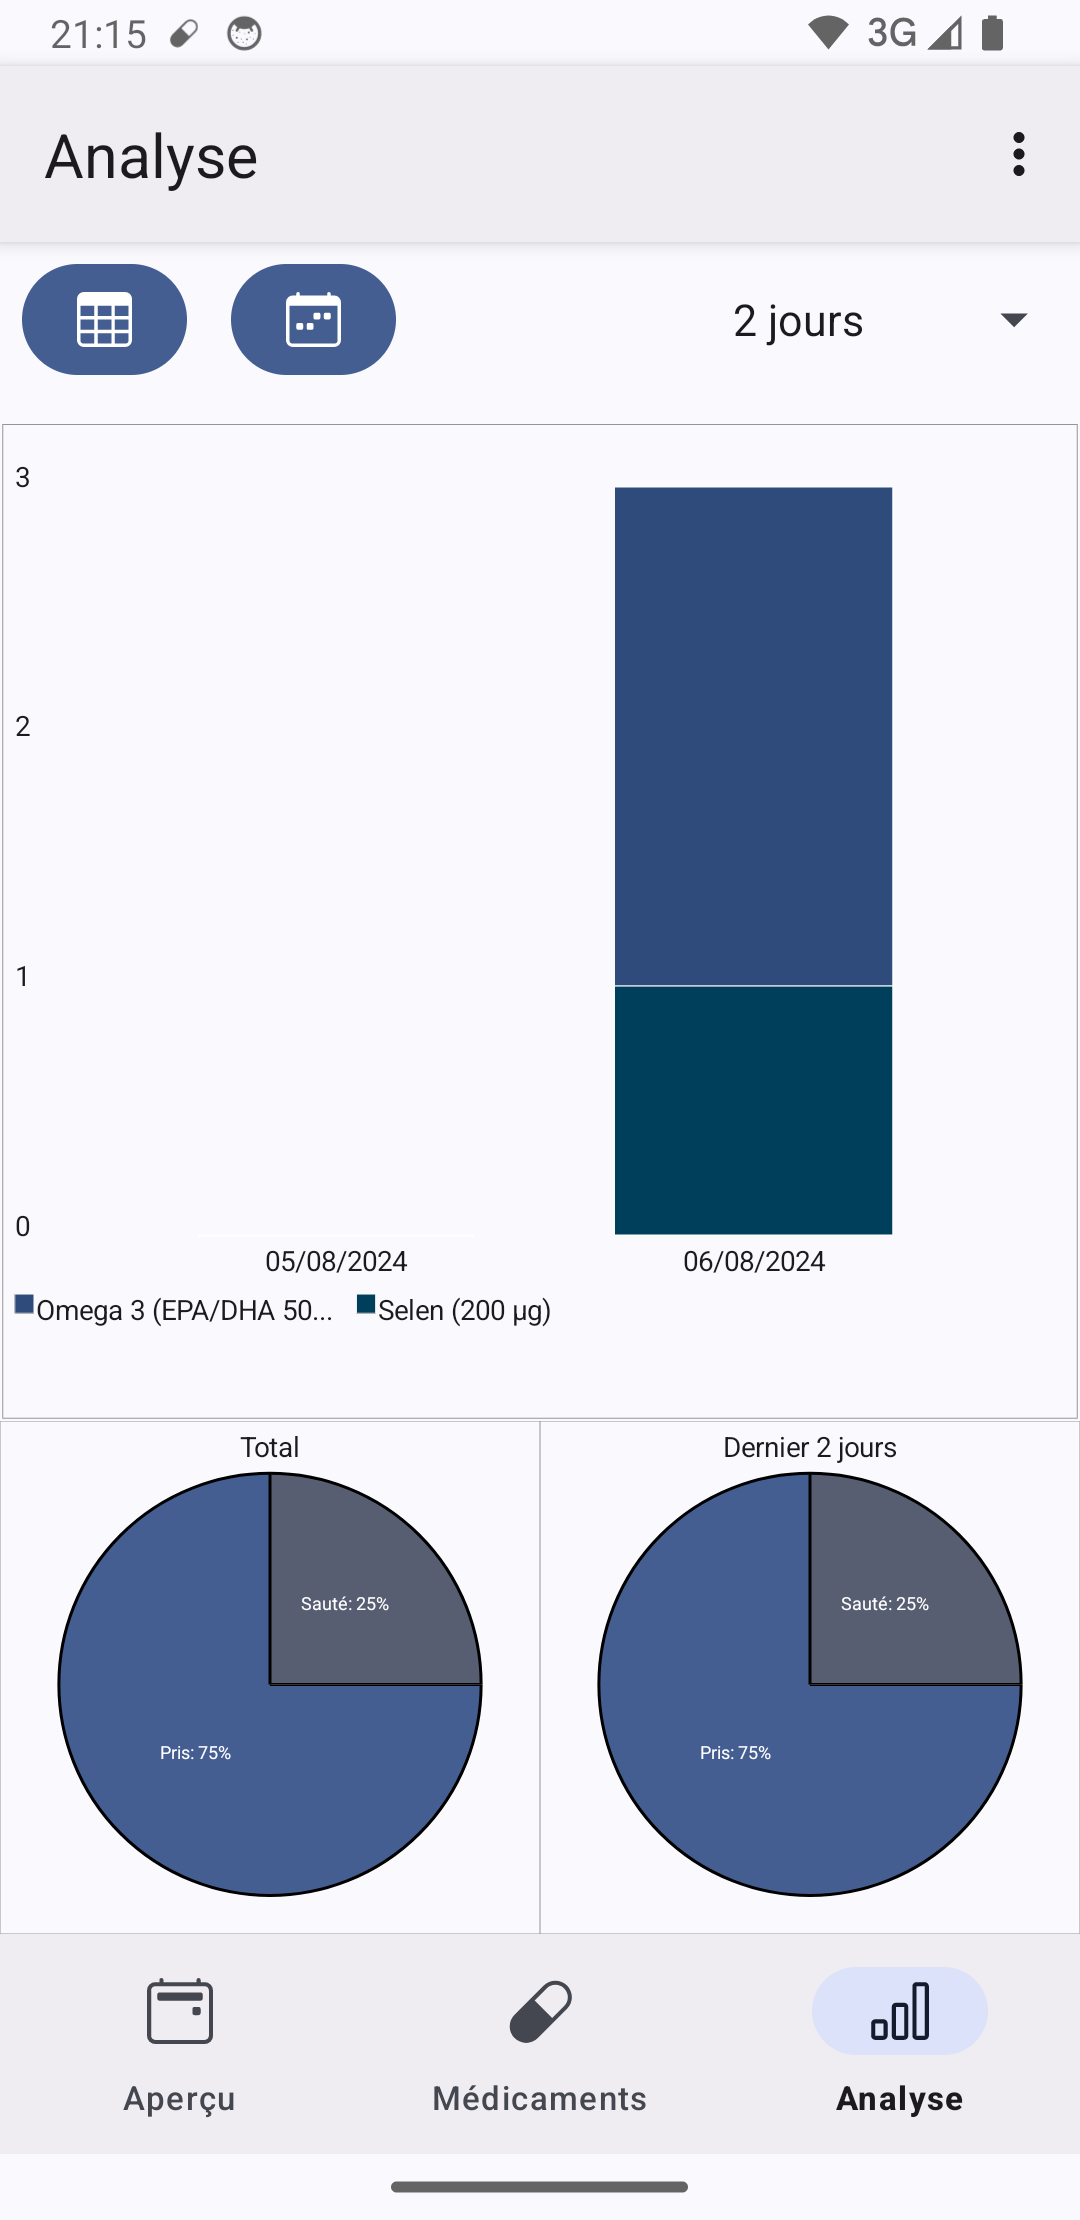 21:15
3G
Analyse
2 jours
3
2
1
0
05/08/2024 06/08/2024
Omega 3 (EPA/DHA 50... Selen (200 µg)
Total
Sauté: 25%
Pris: 75%
Dernier 2 jours
Sauté: 25%
Pris: 75%
Aperçu Médicaments Analyse